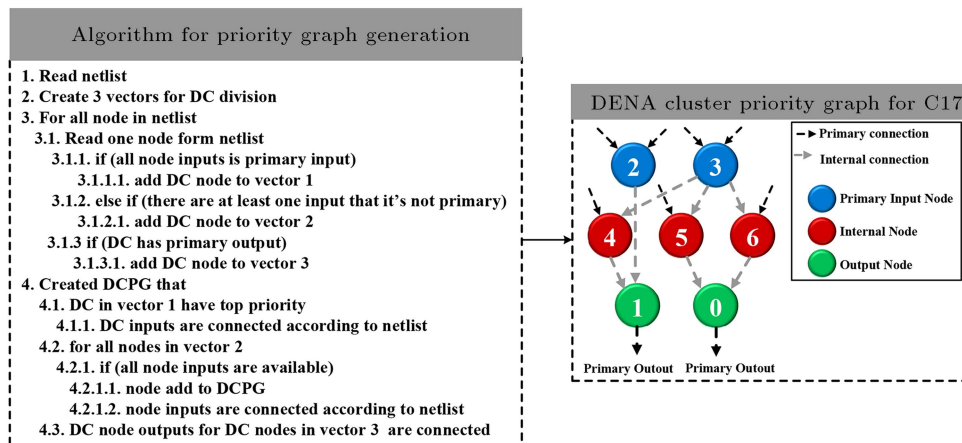 Algorithm for priority graph generation
1. Read netlist
2. Create 3 vectors for DC division
3. For all node in netlist
3.1. Read one node form netlist
3.1.1. if (all node inputs is primary input)
3.1.1.1. add DC node to vector 1
3.1.2. else if (there are at least one input that it's not primary)
3.1.2.1. add DC node to vector 2
3.1.3 if (DC has primary output)
3.1.3.1. add DC node to vector 3
4. Created DCPG that
4.1. DC in vector 1 have top priority
4.1.1. DC inputs are connected according to netlist
4.2. for all nodes in vector 2
4.2.1. if (all node inputs are available)
4.2.1.1. node add to DCPG
4.2.1.2. node inputs are connected according to netlist
4.3. DC node outputs for DC nodes in vector 3 are connected
DENA cluster priority graph for C17
2
3
4
5
6
1
0
Primary Outout
Primary Outout
Primary connection
Internal connection
Primary Input Node
Internal Node
Output Node